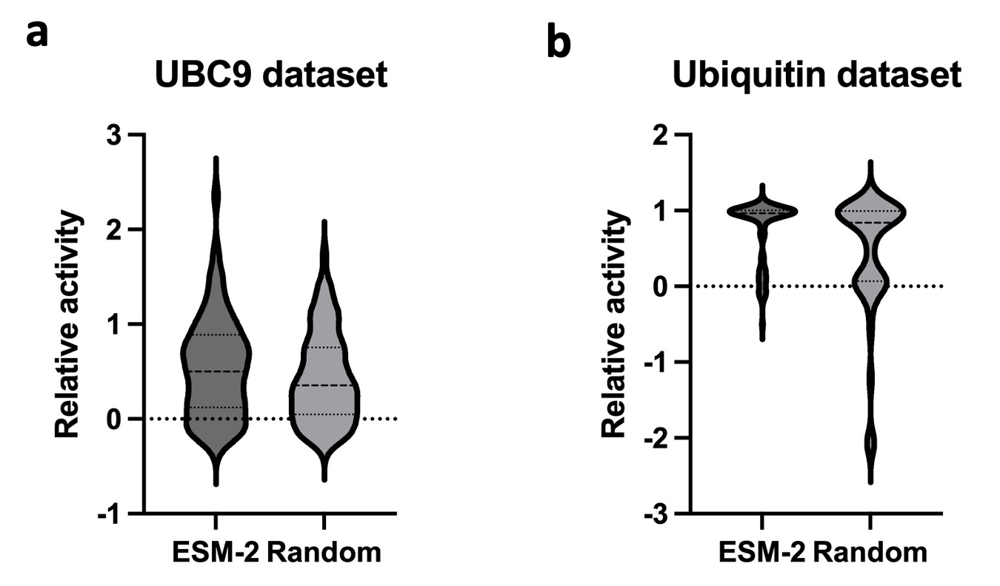 a
UBC9 dataset
3
2
1
0
-1
Relative activity
ESM-2 Random
b
Ubiquitin dataset
2
1
0
-1
-2
-3
Relative activity
ESM-2 Random